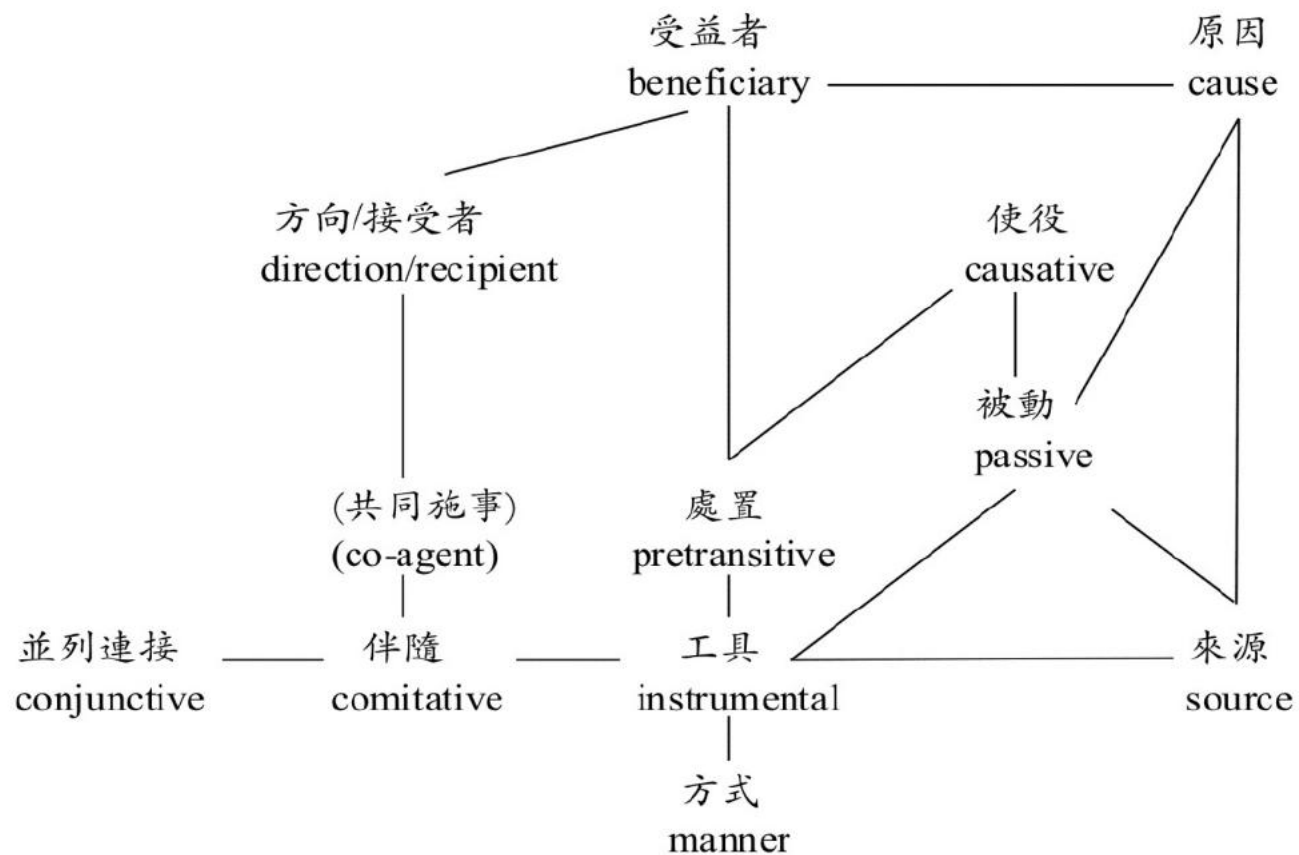 受益者
beneficiary
原因
cause
方向/接受者
direction/recipient
使役
causative
被動
passive
(共同施事)
(co-agent)
處置
pretransitive
並列連接
conjunctive
伴隨
comitative
工具
instrumental
來源
source
方式
manner